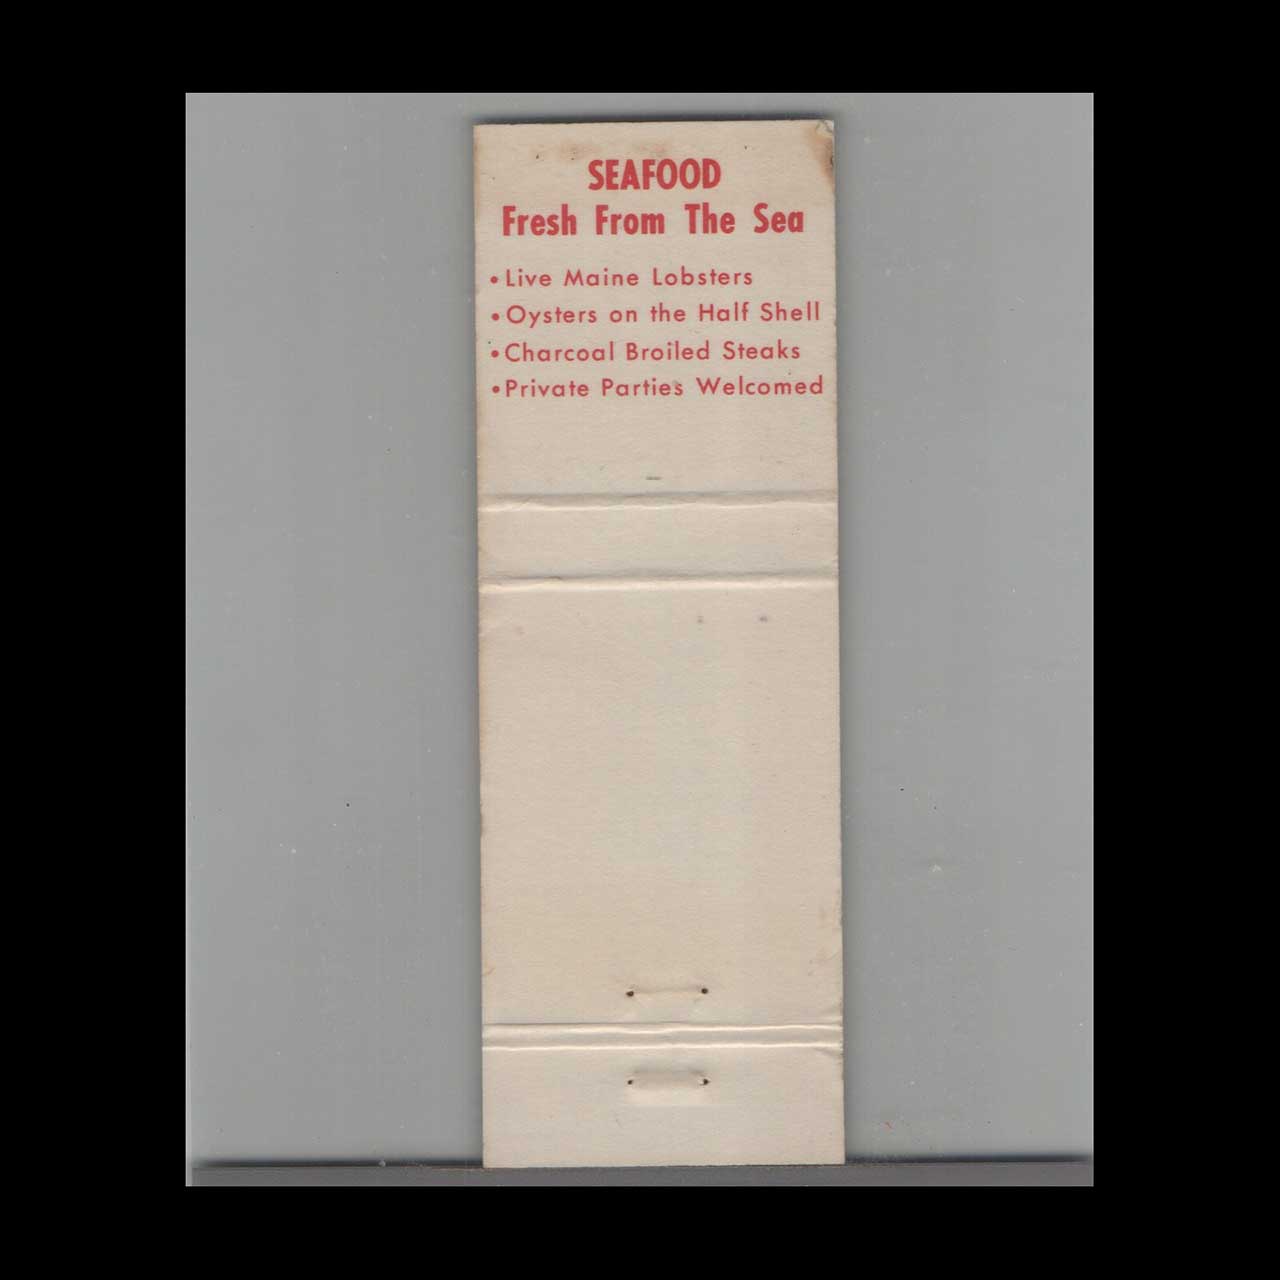 SEAFOOD
Fresh From The Sea
• Live Maine Lobsters
• Oysters on the Half Shell
• Charcoal Broiled Steaks
• Private Parties Welcomed